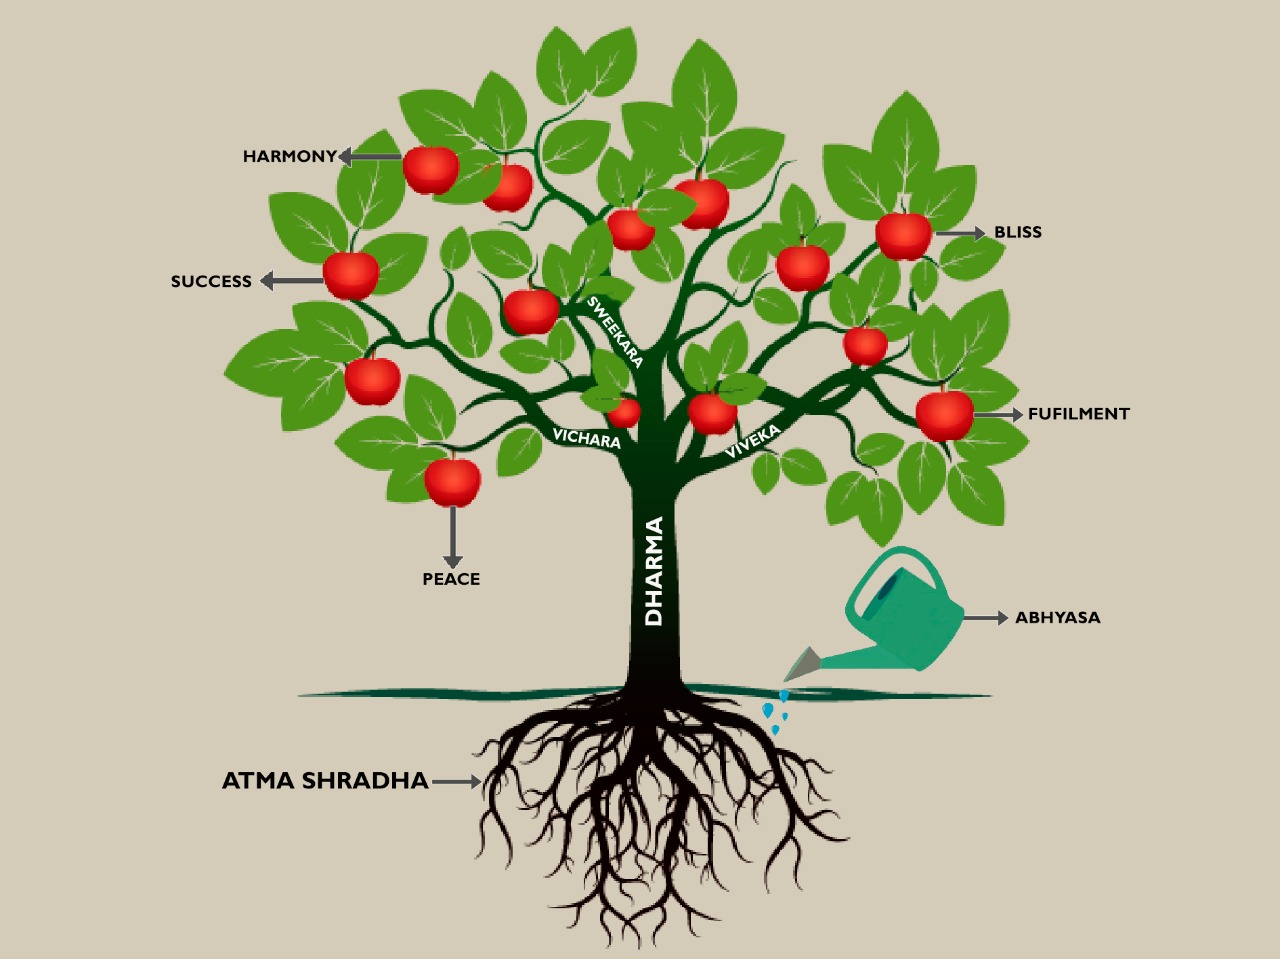 HARMONY
BLISS
SUCCESS
SWEEKARA
FUFILMENT
VICHARA
VIVEKA
PEACE
DHARMA
ABHYASA
ATMA SHRADHA